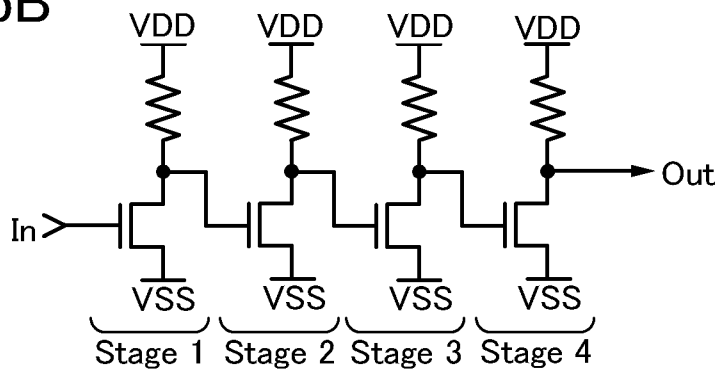 VDD VDD VDD VDD
In Out
VSS VSS VSS VSS
Stage 1 Stage 2 Stage 3 Stage 4